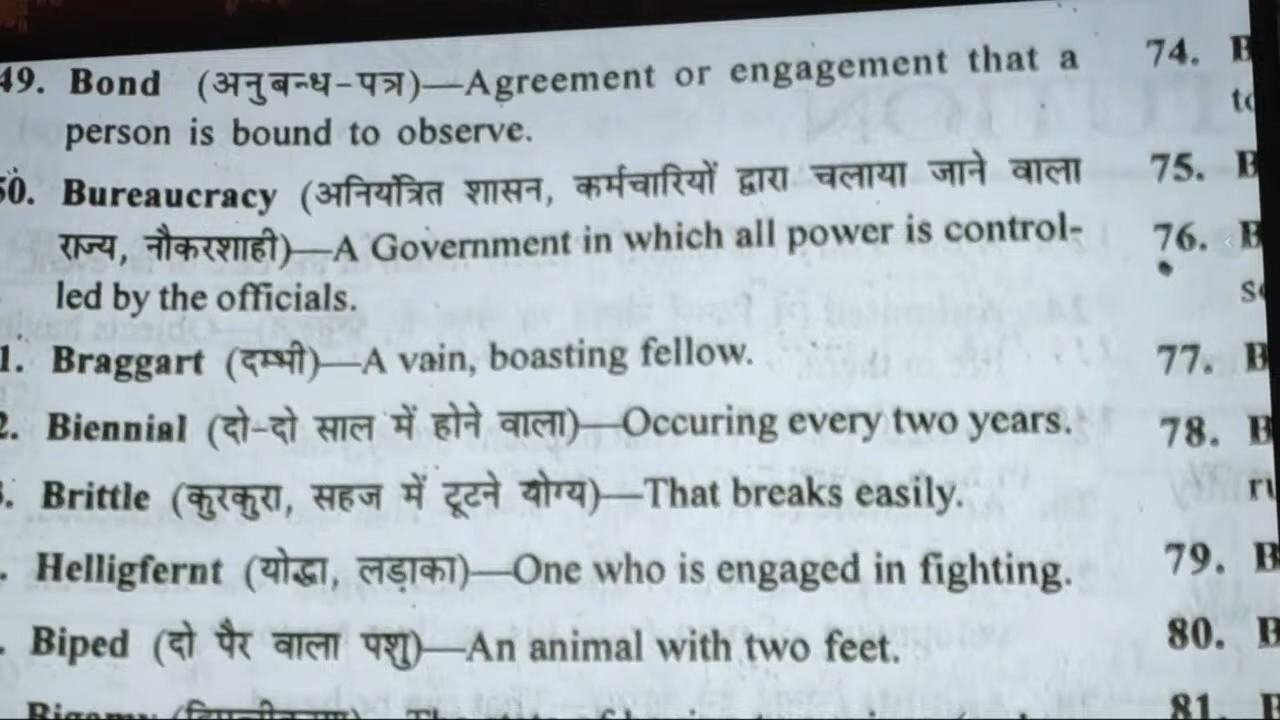 49. Bond (अनुबन्ध-पत्र)—Agreement or engagement that a
person is bound to observe.
50. Bureaucracy (अनियंत्रित शासन, कर्मचारियों द्वारा चलाया जाने वाला
राज्य, नौकरशाही)—A Government in which all power is control-
led by the officials.
1. Braggart (दम्भी)—A vain, boasting fellow.
2. Biennial (दो-दो साल में होने वाला)—Occuring every two years.
. Brittle (कुरकुरा, सहज में टूटने योग्य)—That breaks easily.
. Helligfernt (योद्धा, लड़ाका)—One who is engaged in fighting.
. Biped (दो पैर वाला पशु)—An animal with two feet.
Bigamy
74. B
to
75. B
76. B
s
77. B
78. B
ru
79. B
80. B
81.